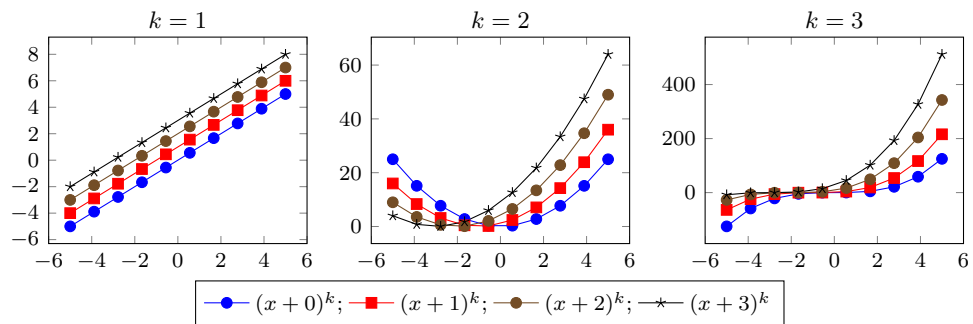 k = 1
k = 2
k = 3
8
6
4
2
0
−2
−4
−6
−6 −4 −2 0 2 4 6
60
40
20
0
−6 −4 −2 0 2 4 6
400
200
0
−6 −4 −2 0 2 4 6
(x + 0)^k; (x + 1)^k; (x + 2)^k; (x + 3)^k